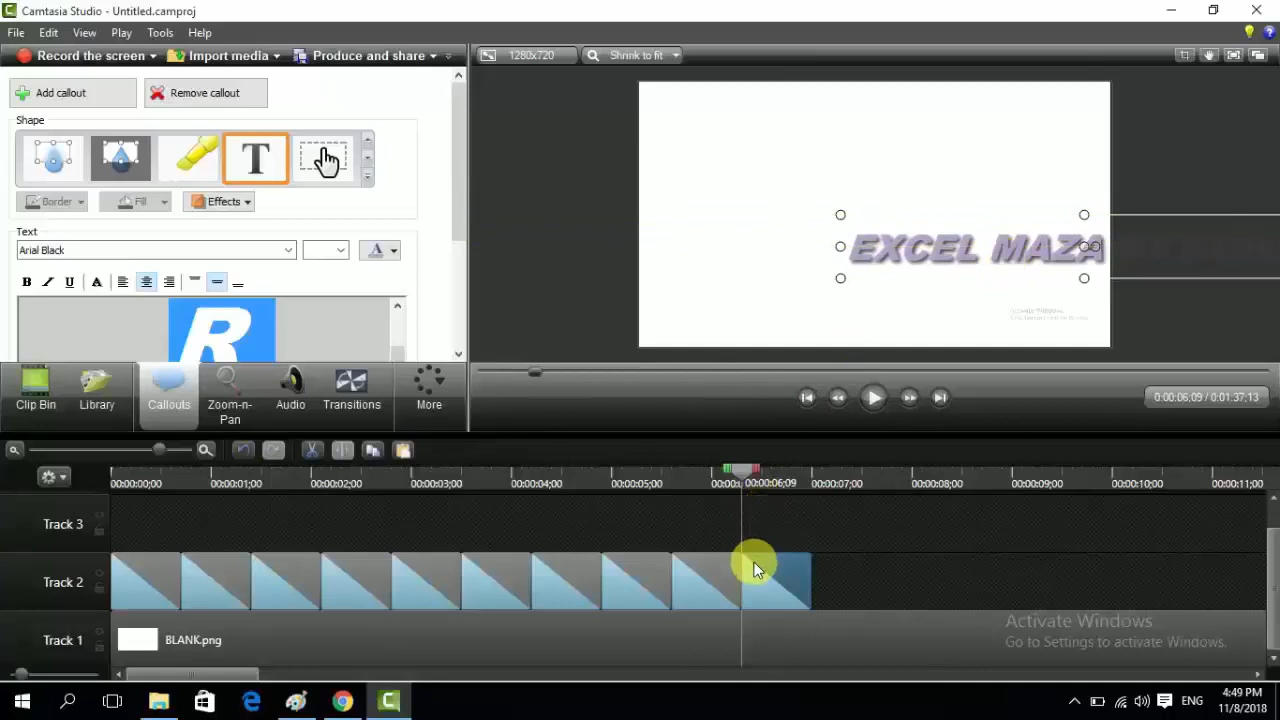 Camtasia Studio - Untitled.camproj
File Edit View Play Tools Help
Record the screen Import media Produce and share
1280x720 Shrink to fit
Add callout Remove callout
Shape
T
Border Fill Effects
Text
Arial Black A
B I U A
R
EXCEL MAZA
Clip Bin Library Callouts Zoom-n-Pan Audio Transitions More
0:00:06;09 / 0:01:37;13
00:00:00;00 00:00:01;00 00:00:02;00 00:00:03;00 00:00:04;00 00:00:05;00 00:00:06;09 00:00:07;00 00:00:08;00 00:00:09;00 00:00:10;00 00:00:11;00
Track 3
Track 2
Track 1 BLANK.png
Activate Windows
Go to Settings to activate Windows.
ENG
4:49 PM
11/8/2018